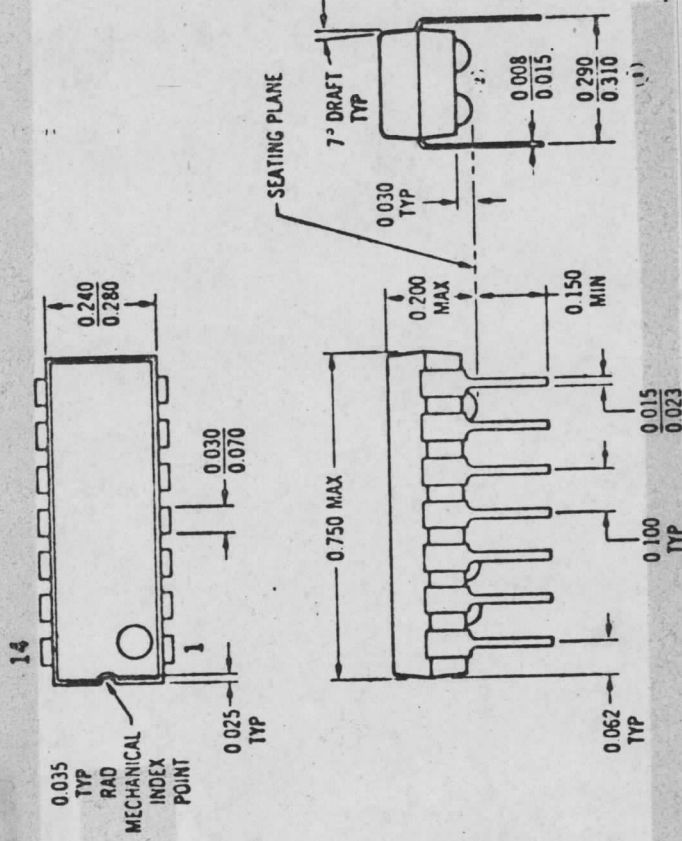 14
0.240
0.280
0.035
TYP
RAD
MECHANICAL
INDEX
POINT
1
0.025
TYP
0.030
0.070
0.750 MAX
0.200
MAX
0.150
MIN
0.062
TYP
0.100
TYP
0.015
0.023
SEATING PLANE
7° DRAFT
TYP
0.030
TYP
0.008
0.015
0.290
0.310